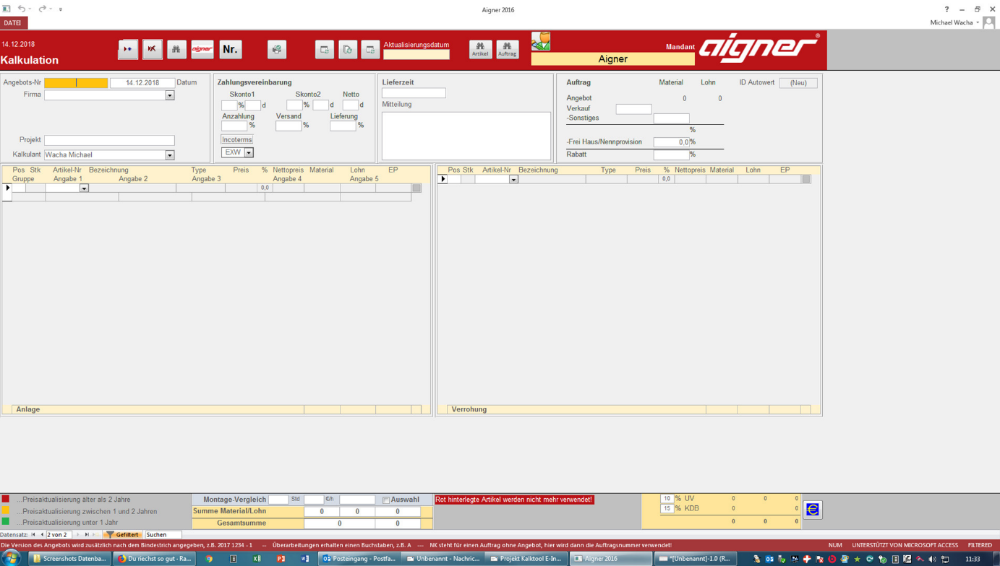 Aigner 2016
DATEI
Michael Wacha
14.12.2018
Kalkulation
aigner
Nr.
Aktualisierungsdatum
Artikel
Auftrag
Aigner
Mandant
aigner®
Angebots-Nr 14.12.2018 Datum
Firma
Projekt
Kalkulant Wacha Michael
Zahlungsvereinbarung
Skonto1 Skonto2 Netto
% d % d d
Anzahlung Versand Lieferung
% % %
Incoterms
EXW
Lieferzeit
Mitteilung
Auftrag Material Lohn ID Autowert (Neu)
Angebot 0 0
Verkauf
-Sonstiges
%
-Frei Haus/Nennprovision 0,0 %
Rabatt %
Pos Stk Artikel-Nr Bezeichnung Type Preis % Nettopreis Material Lohn EP
Gruppe Angabe 1 Angabe 2 Angabe 3 Angabe 4 Angabe 5
0,0
Anlage
Pos Stk Artikel-Nr Bezeichnung Type Preis % Nettopreis Material Lohn EP
0,0
Verrohung
...Preisaktualisierung älter als 2 Jahre
...Preisaktualisierung zwischen 1 und 2 Jahren
...Preisaktualisierung unter 1 Jahr
Montage-Vergleich Std €/h Auswahl
Summe Material/Lohn 0 0 0
Gesamtsumme 0 0
Rot hinterlegte Artikel werden nicht mehr verwendet!
10 % UV 0 0 0
15 % KDB 0 0 0
0 0 0
Datensatz: 2 von 2 Gefiltert Suchen
Die Version des Angebots wird zusätzlich nach dem Bindestrich angegeben, z.B. 2017 1234 - 1 -- Überarbeitungen erhalten einen Buchstaben, z.B. A --- NK steht für einen Auftrag ohne Angebot, hier wird dann die Auftragsnummer verwendet!
NUM UNTERSTÜTZT VON MICROSOFT ACCESS FILTERED
Screenshots Datenba... Du riechst so gut - Ra... Posteingang - Postfa... Unbenannt - Nachric... Projekt Kalktool E-In... Aigner 2016 *[Unbenannt]-1.0 (R... 11:33